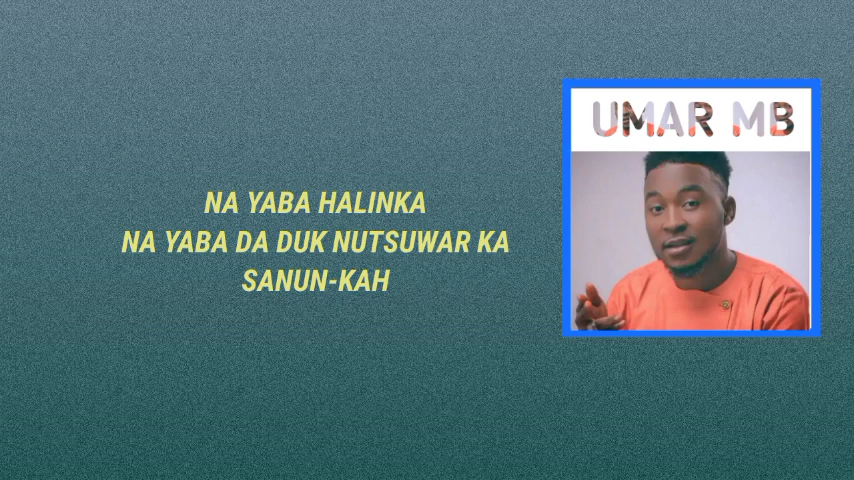 UMAR MB
NA YABA HALINKA
NA YABA DA DUK NUTSUWAR KA
SANUN-KAH